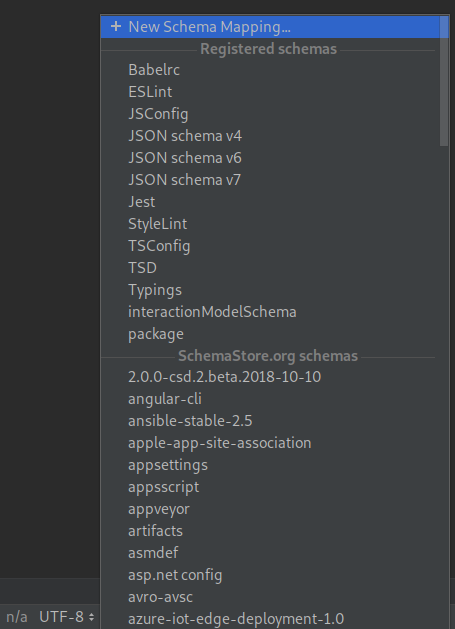 + New Schema Mapping...
Registered schemas
Babelrc
ESLint
JSConfig
JSON schema v4
JSON schema v6
JSON schema v7
Jest
StyleLint
TSConfig
TSD
Typings
interactionModelSchema
package
SchemaStore.org schemas
2.0.0-csd.2.beta.2018-10-10
angular-cli
ansible-stable-2.5
apple-app-site-association
appsettings
appsscript
appveyor
artifacts
asmdef
asp.net config
avro-avsc
n/a UTF-8 azure-iot-edge-deployment-1.0